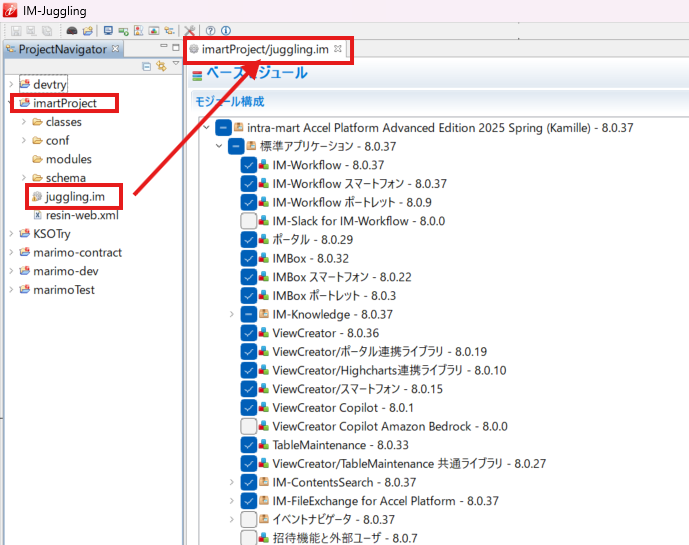 IM-Juggling
ProjectNavigator
devtry
imartProject
classes
conf
modules
schema
juggling.im
resin-web.xml
KSOTry
marimo-contract
marimo-dev
marimoTest
imartProject/juggling.im
ベースモジュール
モジュール構成
intra-mart Accel Platform Advanced Edition 2025 Spring (Kamille) - 8.0.37
標準アプリケーション - 8.0.37
IM-Workflow - 8.0.37
IM-Workflow スマートフォン - 8.0.37
IM-Workflow ポートレット - 8.0.9
IM-Slack for IM-Workflow - 8.0.0
ポータル - 8.0.29
IMBox - 8.0.32
IMBox スマートフォン - 8.0.22
IMBox ポートレット - 8.0.3
IM-Knowledge - 8.0.37
ViewCreator - 8.0.36
ViewCreator/ポータル連携ライブラリ - 8.0.19
ViewCreator/Highcharts連携ライブラリ - 8.0.10
ViewCreator/スマートフォン - 8.0.15
ViewCreator Copilot - 8.0.1
ViewCreator Copilot Amazon Bedrock - 8.0.0
TableMaintenance - 8.0.33
ViewCreator/TableMaintenance 共通ライブラリ - 8.0.27
IM-ContentsSearch - 8.0.37
IM-FileExchange for Accel Platform - 8.0.37
イベントナビゲータ - 8.0.37
招待機能と外部ユーザ - 8.0.7